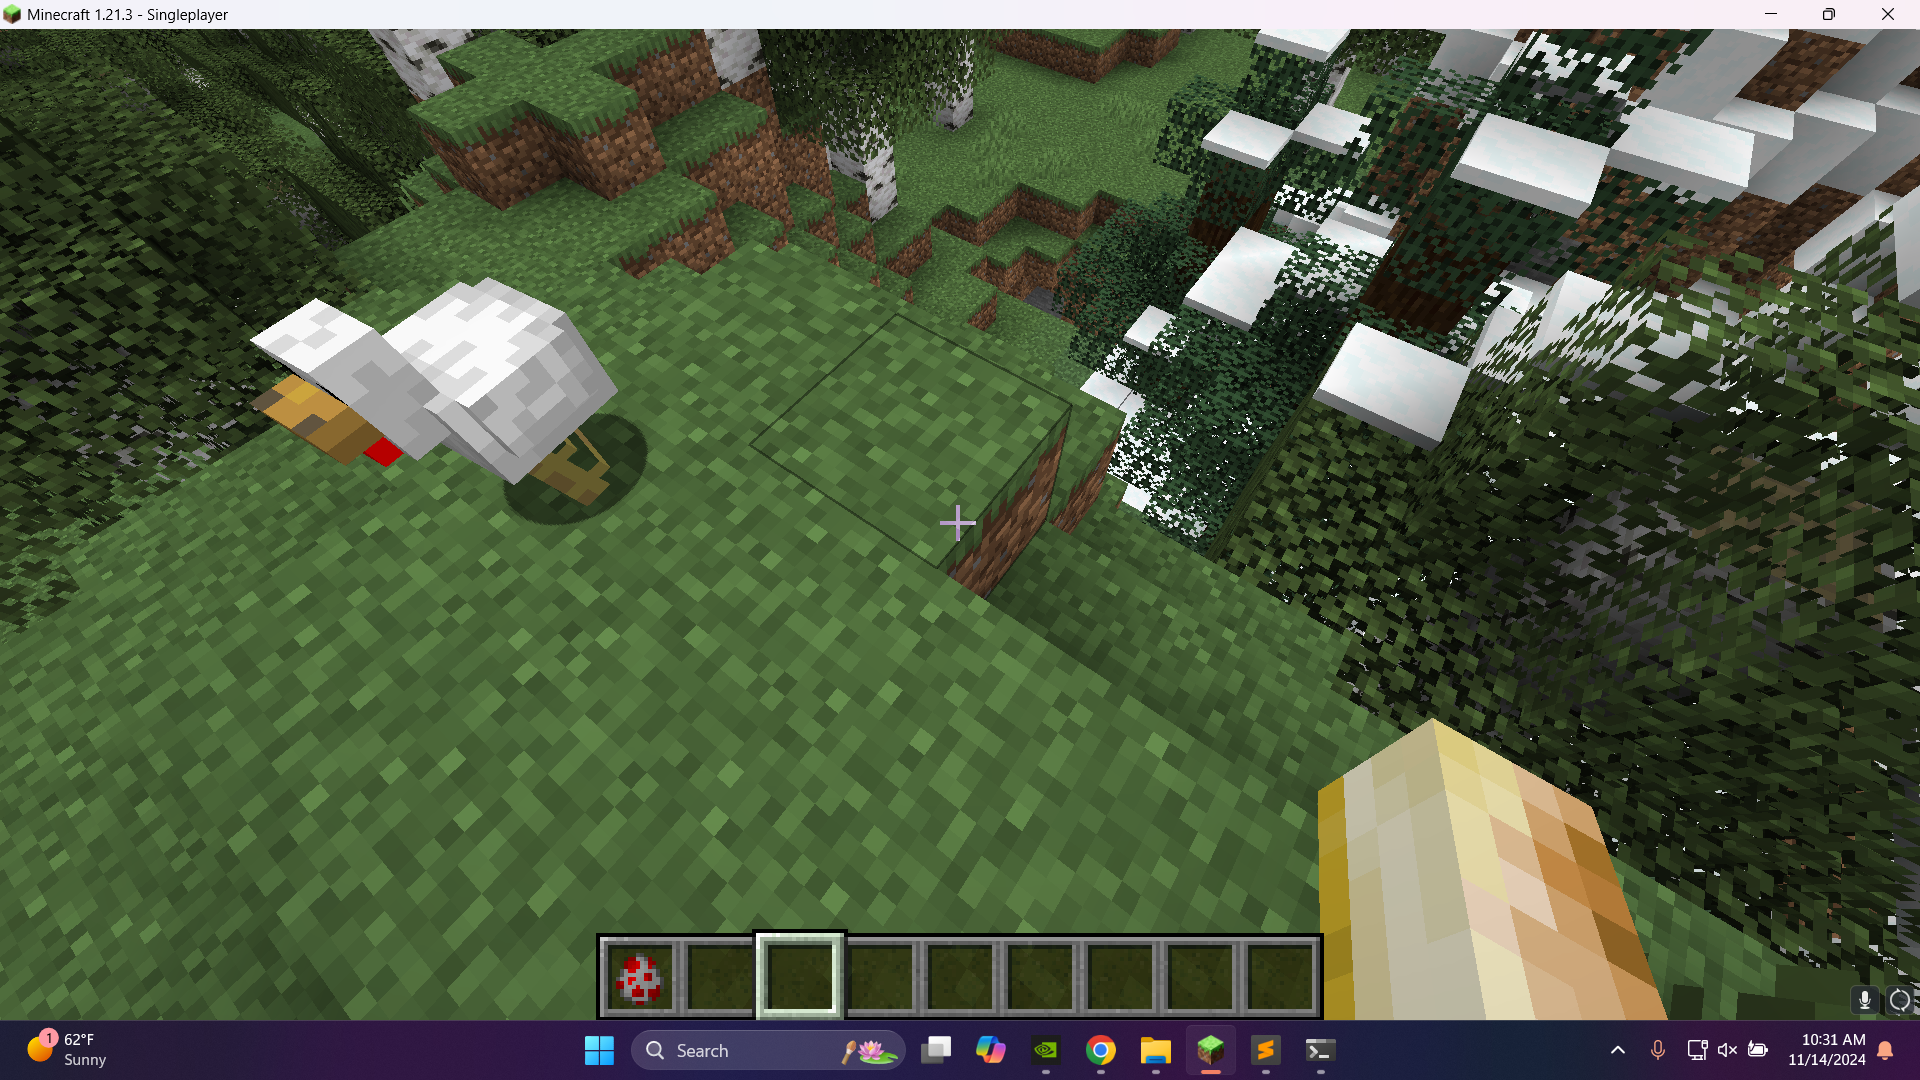 Minecraft 1.21.3 - Singleplayer
1
62°F
Sunny
Search
10:31 AM
11/14/2024